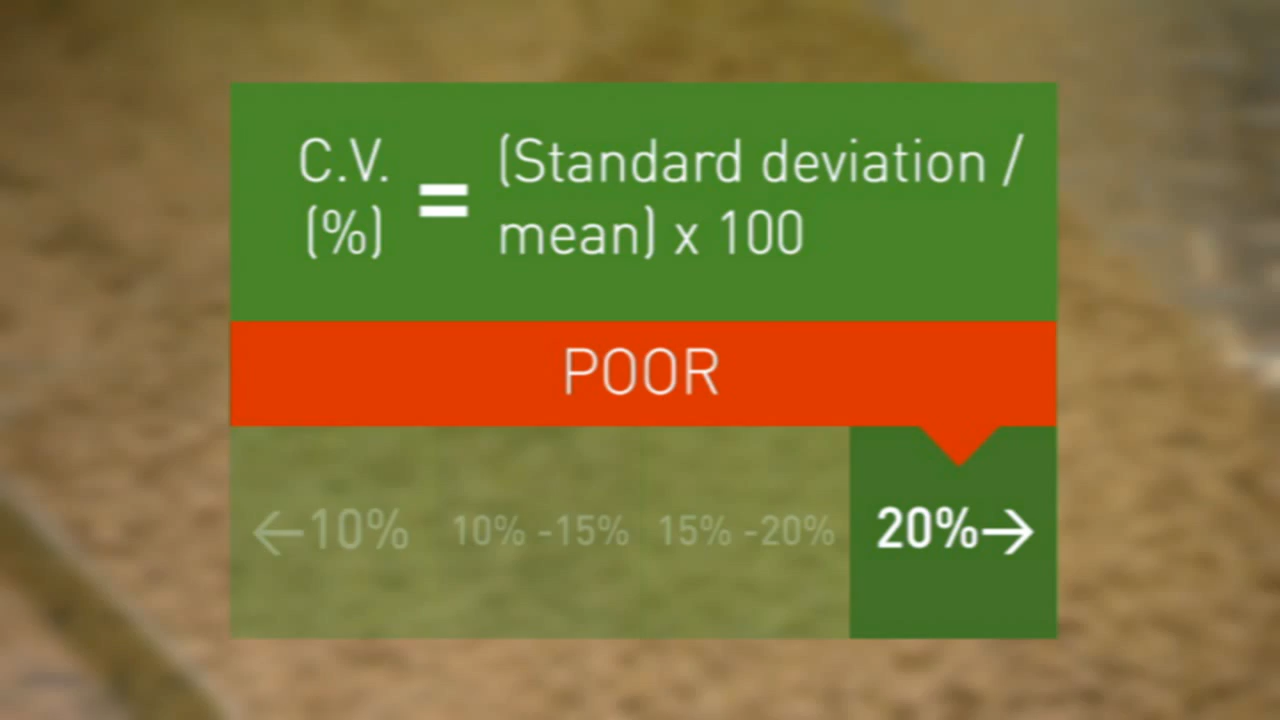 C.V. (%) = (Standard deviation /
mean) x 100
POOR
←10% 10% -15% 15% -20% 20%→